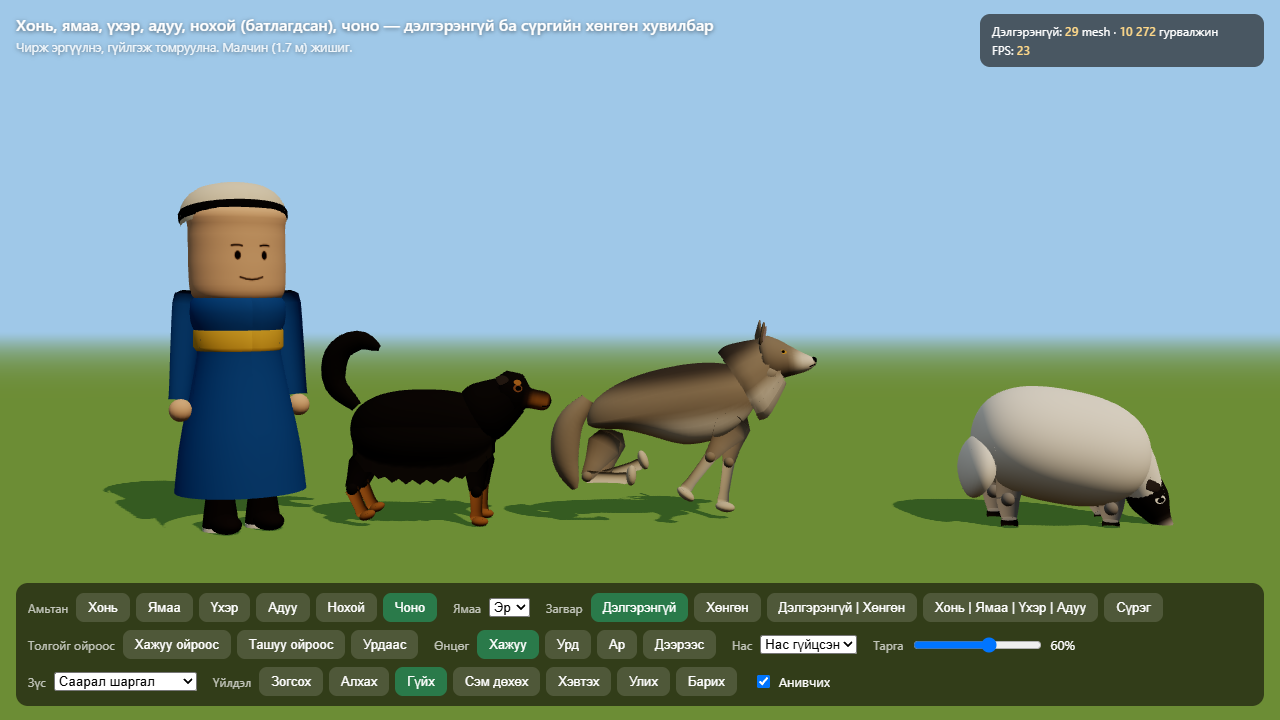 Хонь, ямаа, үхэр, адуу, нохой (батлагдсан), чоно — дэлгэрэнгүй ба сүргийн хөнгөн хувилбар
Чирж эргүүлнэ, гүйлгэж томруулна. Малчин (1.7 м) жишиг.
Дэлгэрэнгүй: 29 mesh · 10 272 гурвалжин
FPS: 23
Амьтан Хонь Ямаа Үхэр Адуу Нохой Чоно Ямаа Эр Загвар Дэлгэрэнгүй Хөнгөн Дэлгэрэнгүй | Хөнгөн Хонь | Ямаа | Үхэр | Адуу Сүрэг
Толгойг ойроос Хажуу ойроос Ташуу ойроос Урдаас Өнцөг Хажуу Урд Ар Дээрээс Нас Нас гүйцсэн Тарга 60%
Зүс Саарал шаргал Үйлдэл Зогсох Алхах Гүйх Сэм дөхөх Хэвтэх Улих Барих Анивчих